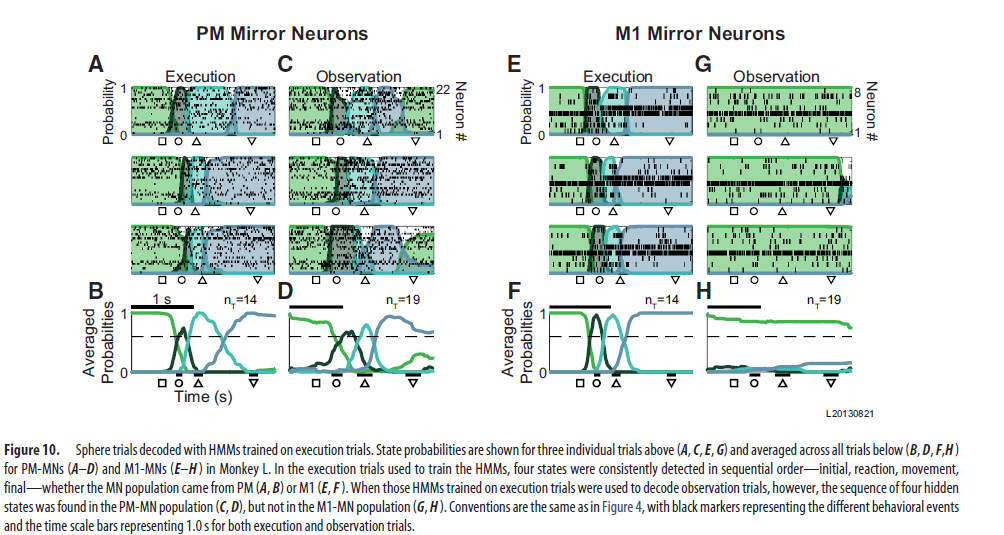 PM Mirror Neurons
M1 Mirror Neurons
A
Execution
C
Observation
E
Execution
G
Observation
Probability
1
0
22
1
Neuron #
Probability
1
0
8
1
Neuron #
B
1 s
nT=14
D
nT=19
F
nT=14
H
nT=19
Averaged
Probabilties
1
0
Time (s)
Averaged
Probabilities
1
0
L20130821
Figure 10. Sphere trials decoded with HMMs trained on execution trials. State probabilities are shown for three individual trials above (A, C, E, G) and averaged across all trials below (B, D, F, H)
for PM-MNs (A–D) and M1-MNs (E–H) in Monkey L. In the execution trials used to train the HMMs, four states were consistently detected in sequential order—initial, reaction, movement,
final—whether the MN population came from PM (A, B) or M1 (E, F). When those HMMs trained on execution trials were used to decode observation trials, however, the sequence of four hidden
states was found in the PM-MN population (C, D), but not in the M1-MN population (G, H). Conventions are the same as in Figure 4, with black markers representing the different behavioral events
and the time scale bars representing 1.0 s for both execution and observation trials.